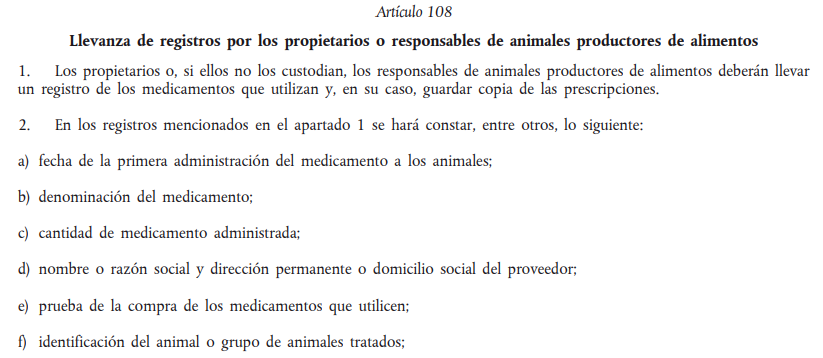 Artículo 108
Llevanza de registros por los propietarios o responsables de animales productores de alimentos
1. Los propietarios o, si ellos no los custodian, los responsables de animales productores de alimentos deberán llevar
un registro de los medicamentos que utilizan y, en su caso, guardar copia de las prescripciones.
2. En los registros mencionados en el apartado 1 se hará constar, entre otros, lo siguiente:
a) fecha de la primera administración del medicamento a los animales;
b) denominación del medicamento;
c) cantidad de medicamento administrada;
d) nombre o razón social y dirección permanente o domicilio social del proveedor;
e) prueba de la compra de los medicamentos que utilicen;
f) identificación del animal o grupo de animales tratados;